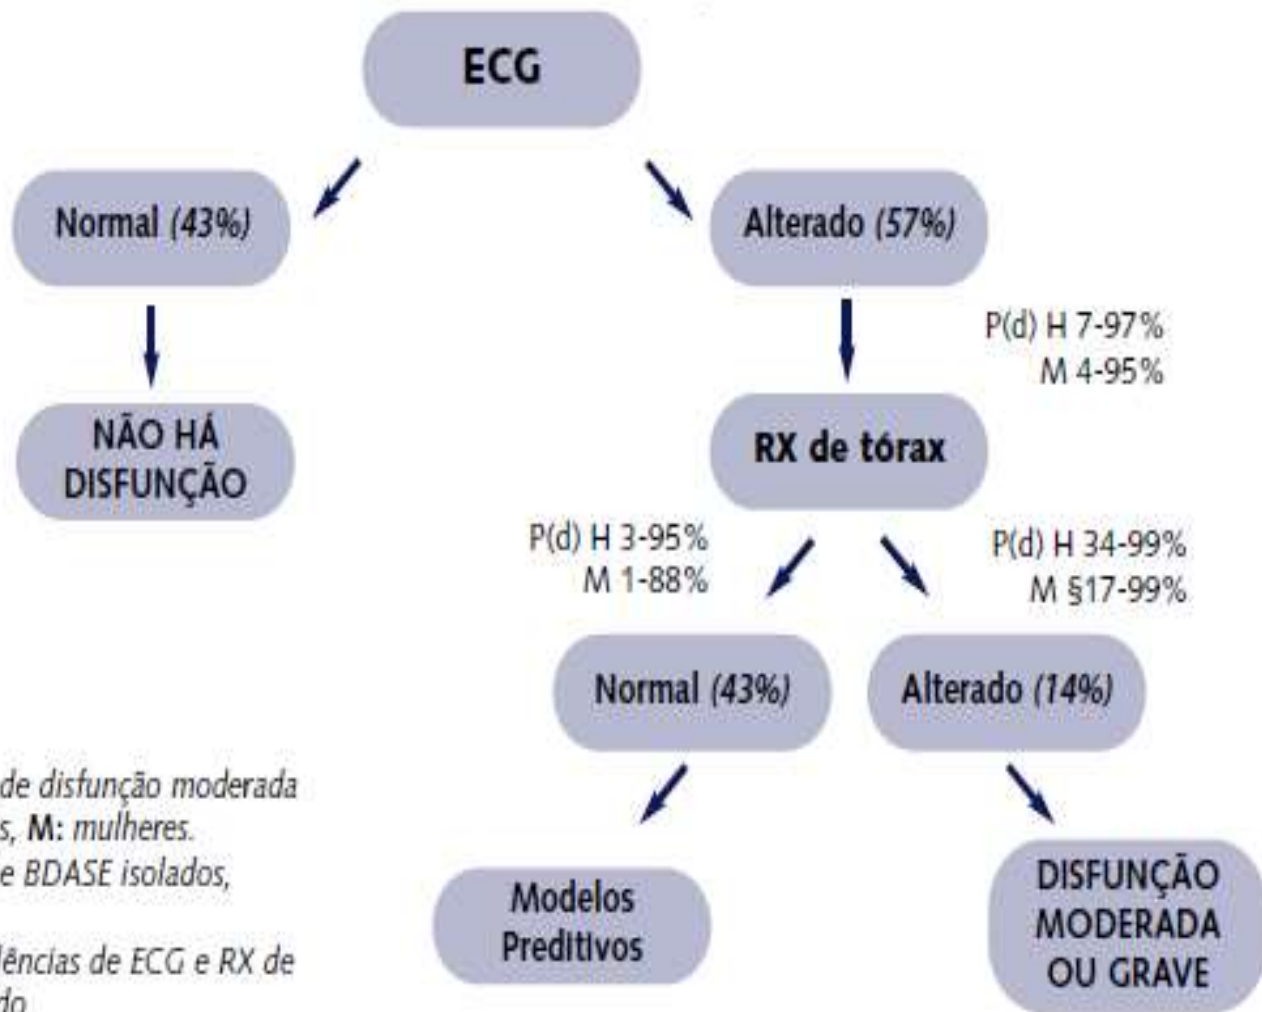 ECG
Normal (43%)
Alterado (57%)
P(d) H 7-97%
M 4-95%
NÃO HÁ
DISFUNÇÃO
RX de tórax
P(d) H 3-95%
M 1-88%
P(d) H 34-99%
M §17-99%
Normal (43%)
Alterado (14%)
Modelos
Preditivos
DISFUNÇÃO
MODERADA
OU GRAVE
de disfunção moderada
s, M: mulheres.
e BDASE isolados,
lências de ECG e RX de
do